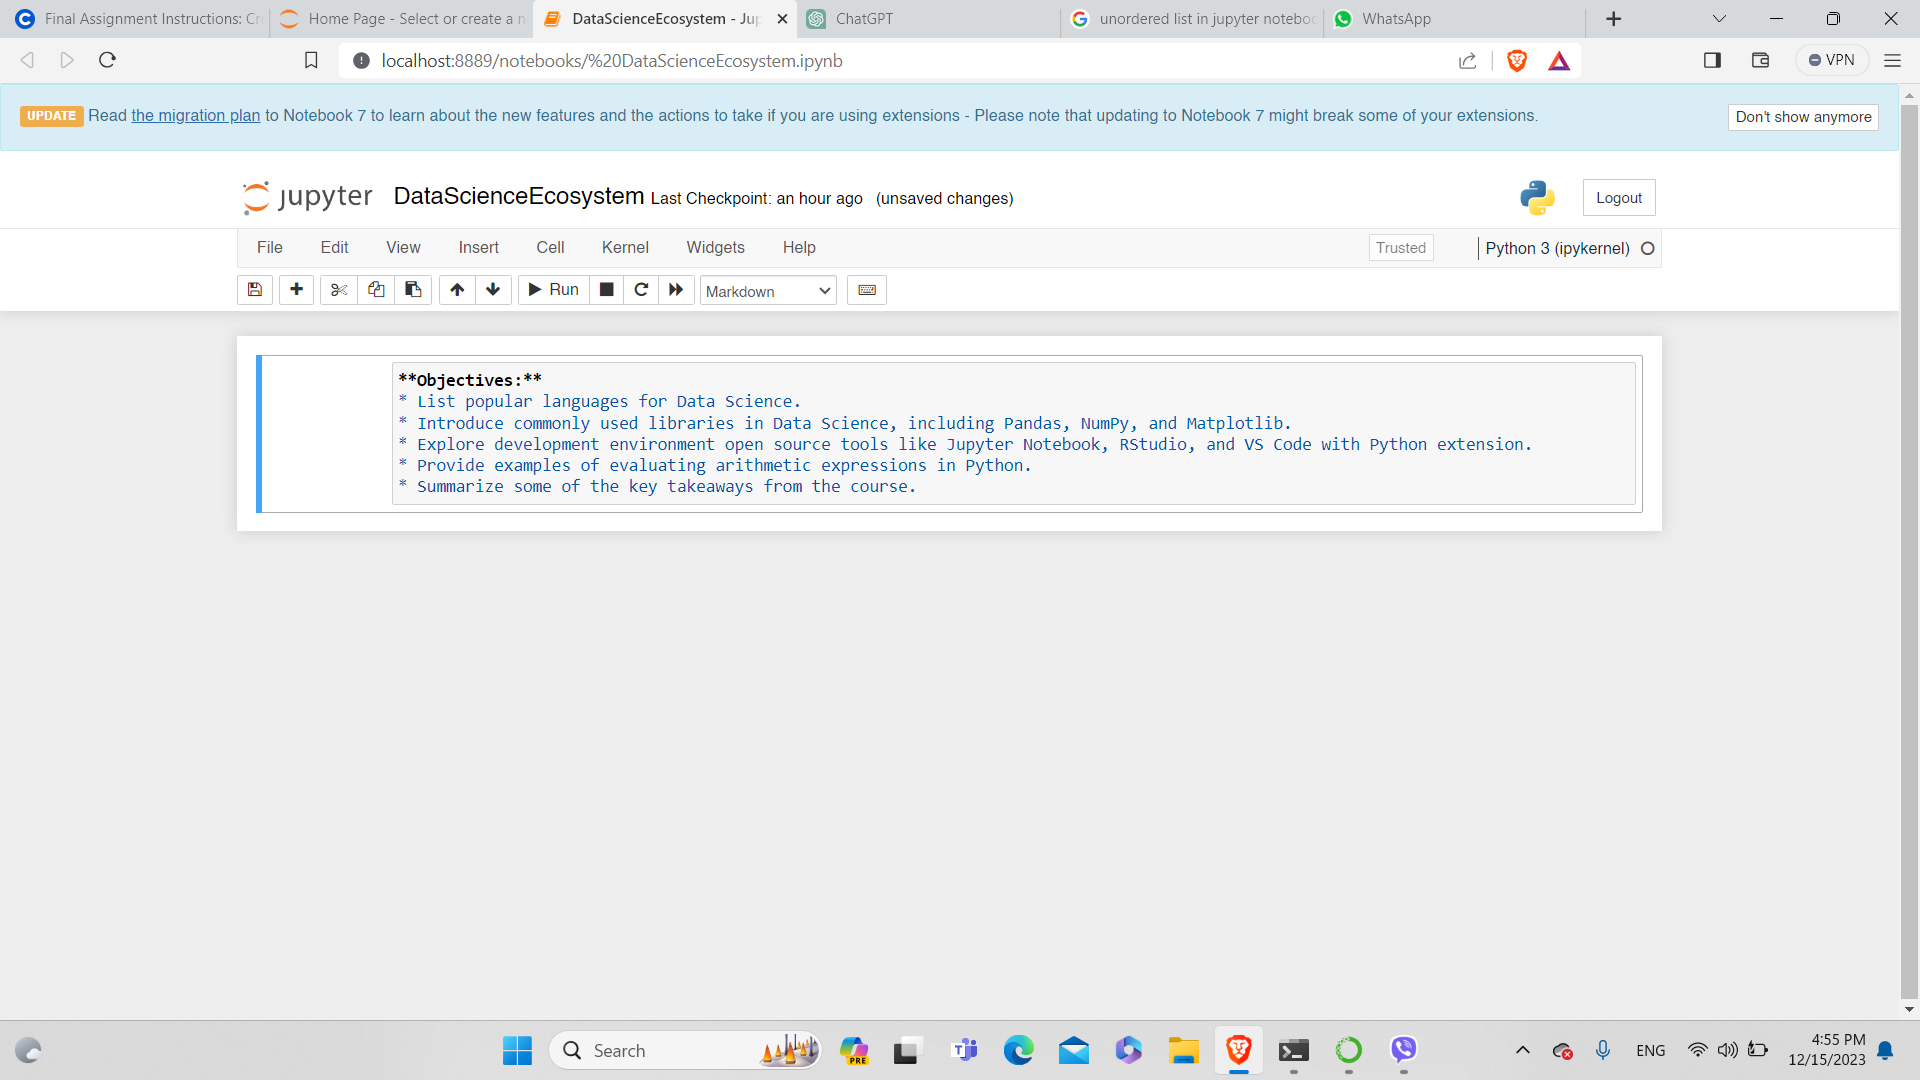 Final Assignment Instructions: Cr
Home Page - Select or create a n
DataScienceEcosystem - Jup
ChatGPT
unordered list in jupyter noteboo
WhatsApp
localhost:8889/notebooks/%20DataScienceEcosystem.ipynb
VPN
UPDATE Read the migration plan to Notebook 7 to learn about the new features and the actions to take if you are using extensions - Please note that updating to Notebook 7 might break some of your extensions.
Don't show anymore
jupyter DataScienceEcosystem Last Checkpoint: an hour ago (unsaved changes)
Logout
File Edit View Insert Cell Kernel Widgets Help
Trusted
Python 3 (ipykernel)
Run
Markdown
**Objectives:**
* List popular languages for Data Science.
* Introduce commonly used libraries in Data Science, including Pandas, NumPy, and Matplotlib.
* Explore development environment open source tools like Jupyter Notebook, RStudio, and VS Code with Python extension.
* Provide examples of evaluating arithmetic expressions in Python.
* Summarize some of the key takeaways from the course.
Search
PRE
ENG
4:55 PM
12/15/2023